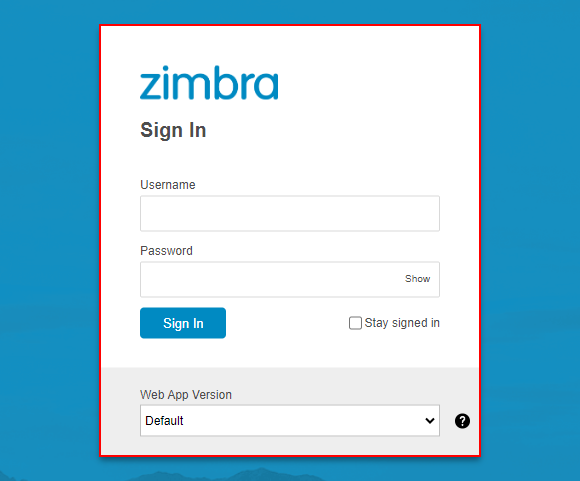 zimbra
Sign In
Username
Password
Show
Sign In
Stay signed in
Web App Version
Default
?